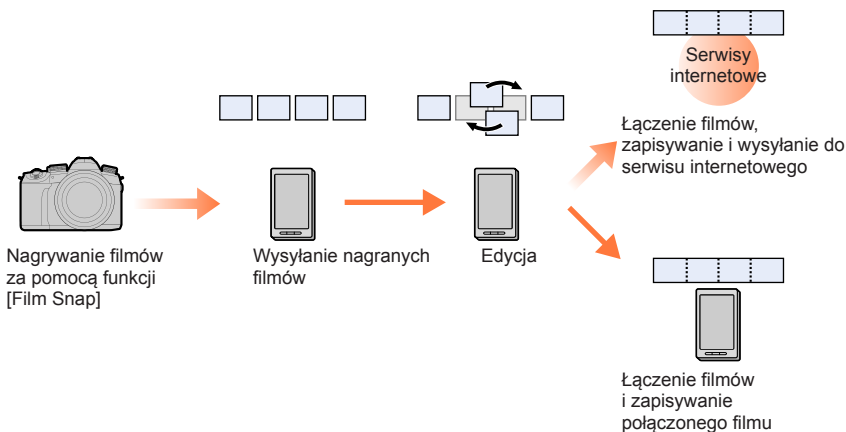 Nagrywanie filmów
za pomocą funkcji
[Film Snap]
Wysyłanie nagranych
filmów
Edycja
Serwisy
internetowe
Łączenie filmów,
zapisywanie i wysyłanie do
serwisu internetowego
Łączenie filmów
i zapisywanie
połączonego filmu